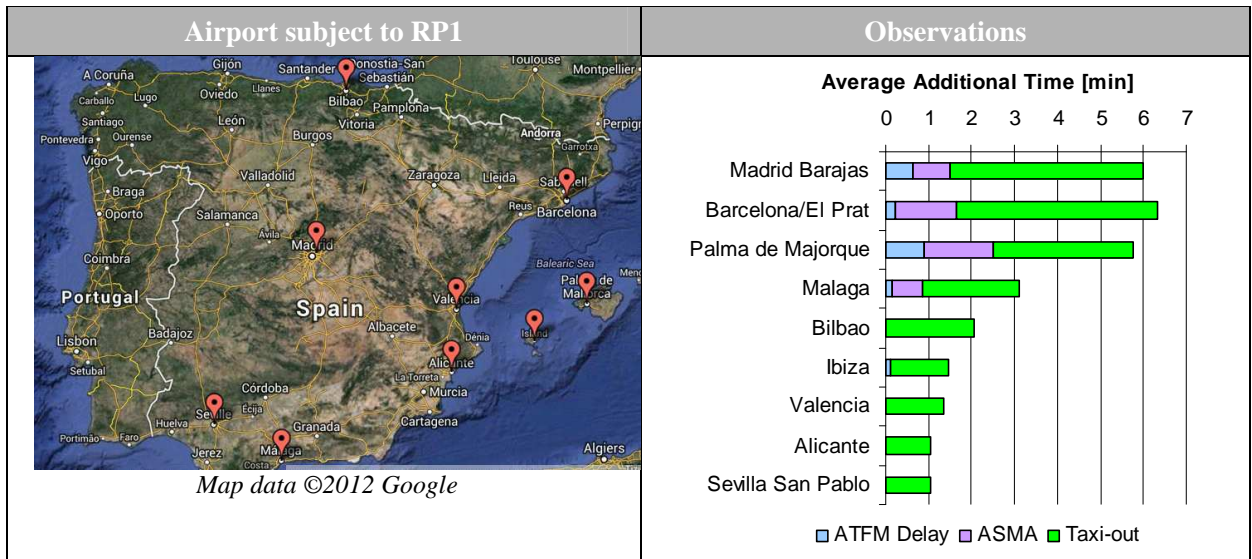 Airport subject to RP1
Observations
A Coruña
Gijón
Santander
Donostia-San
Sebastián
Toulouse
Montpellier
Carballo
Lugo
Oviedo
Llanes
Bilbao
Pamplona
Santiago
León
Vitoria
Andorra
Perpign
Pontevedra
Ourense
Burgos
Garrotxa
Vigo
Braga
Valladolid
Zaragoza
Lleida
Sabadell
Oporto
Salamanca
Reus
Barcelona
Ávila
Madrid
Coimbra
Balearic Sea
Palma de
Mallorca
Portugal
Spain
Valencia
Badajoz
Albacete
Dénia
Lisbon
Setubal
Alicante
La Torreta
Córdoba
Murcia
Seville
Écija
Huelva
Cartagena
Granada
Portimão
Faro
Jerez
Málaga
Costa
Algiers
Map data ©2012 Google
Average Additional Time [min]
0 1 2 3 4 5 6 7
Madrid Barajas
Barcelona/El Prat
Palma de Majorque
Malaga
Bilbao
Ibiza
Valencia
Alicante
Sevilla San Pablo
ATFM Delay ASMA Taxi-out